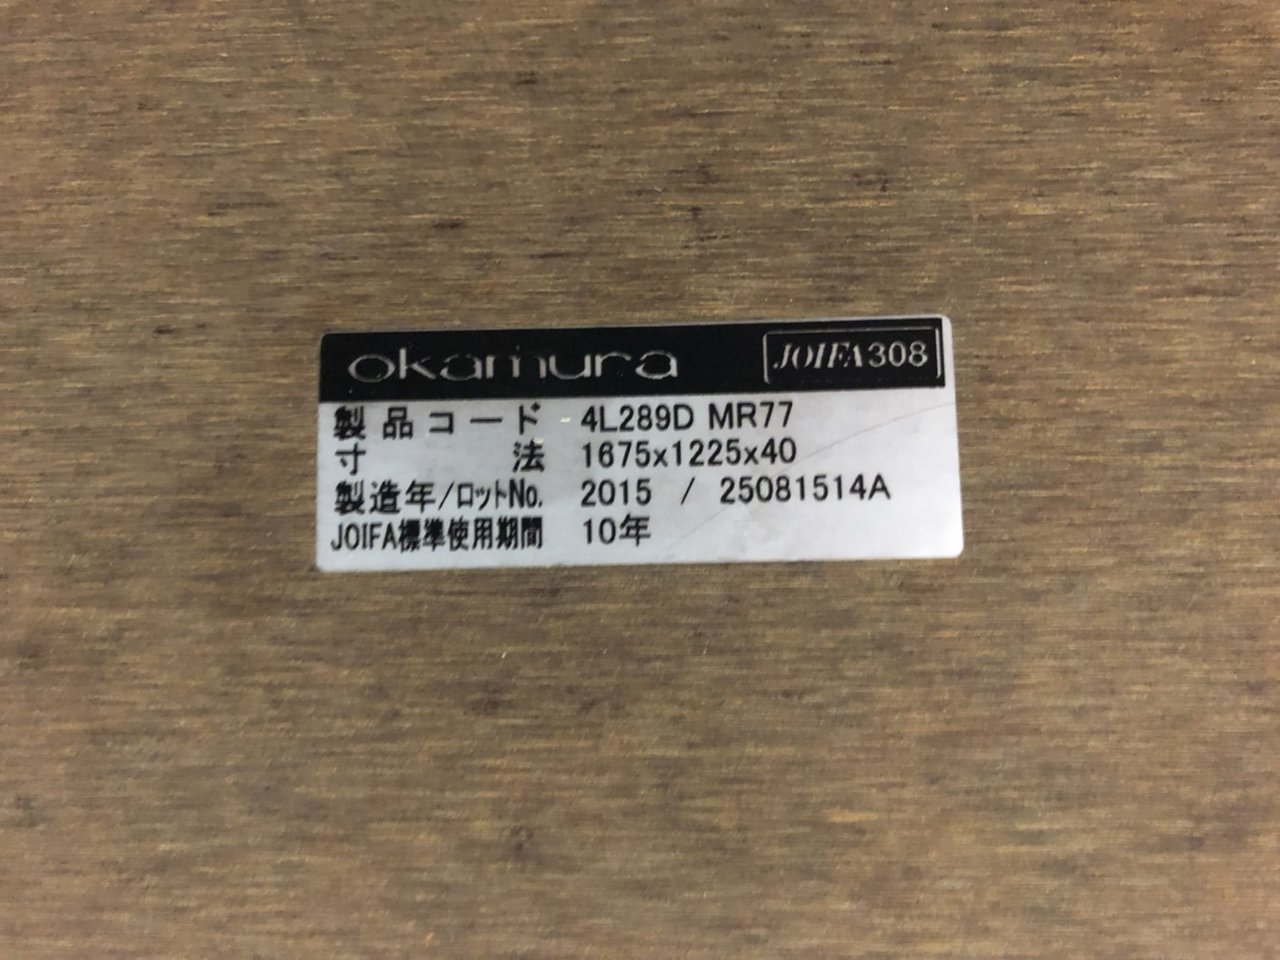 okamura JOIFA308
製品コード 4L289D MR77
寸法 1675x1225x40
製造年/ロットNo. 2015 / 25081514A
JOIFA標準使用期間 10年